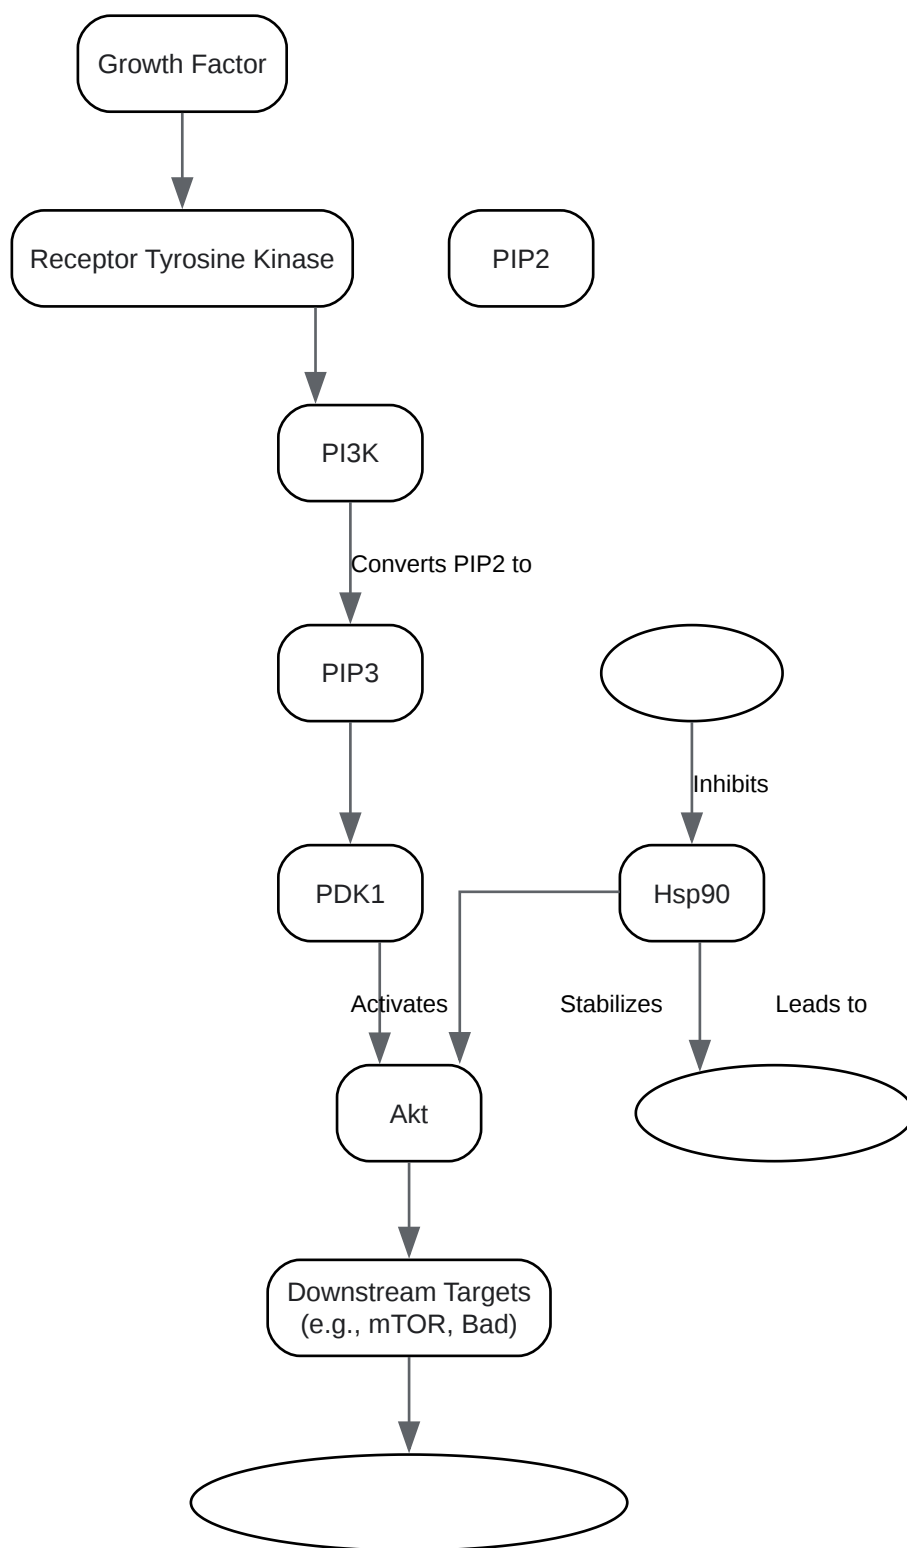 Growth Factor
Receptor Tyrosine Kinase
PIP2
PI3K
Converts PIP2 to
PIP3
Inhibits
PDK1
Hsp90
Activates
Stabilizes
Leads to
Akt
Downstream Targets
(e.g., mTOR, Bad)